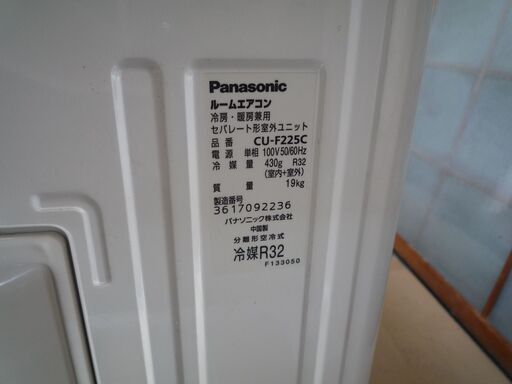 Panasonic
ルームエアコン
冷房・暖房兼用
セパレート形室外ユニット
品番 CU-F225C
電源 単相 100V 50/60Hz
冷媒量 430g R32
(室内+室外)
質量 19kg
製造番号
3617092236
パナソニック株式会社
中国製
分離形空冷式
冷媒R32
F133050